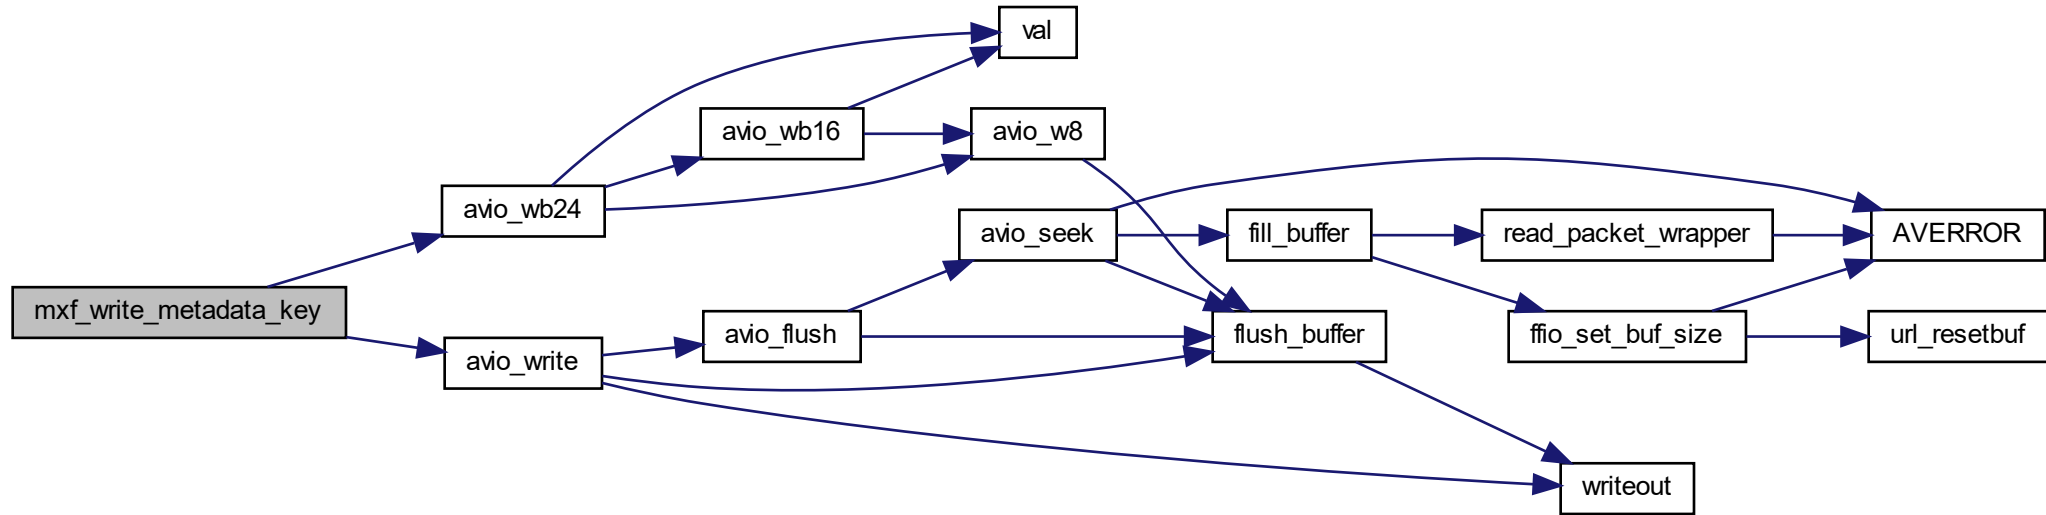 val
avio_wb16
avio_w8
avio_wb24
avio_seek
fill_buffer
read_packet_wrapper
AVERROR
mxf_write_metadata_key
avio_write
avio_flush
flush_buffer
ffio_set_buf_size
url_resetbuf
writeout